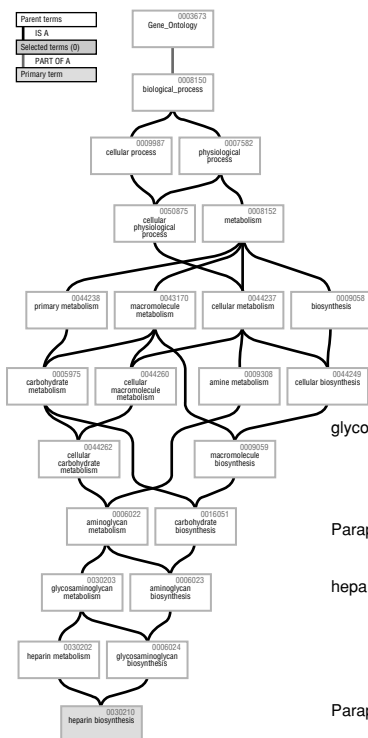 Parent terms
IS A
Selected terms (0)
PART OF A
Primary term
0003673
Gene_Ontology
0008150
biological_process
0009987
cellular process
0007582
physiological
process
0050875
cellular
physiological
process
0008152
metabolism
0044238
primary metabolism
0043170
macromolecule
metabolism
0044237
cellular metabolism
0009058
biosynthesis
0005975
carbohydrate
metabolism
0044260
cellular
macromolecule
metabolism
0009308
amine metabolism
0044249
cellular biosynthesis
glyco
0044262
cellular
carbohydrate
metabolism
0009059
macromolecule
biosynthesis
0006022
aminoglycan
metabolism
0016051
carbohydrate
biosynthesis
Parap
0030203
glycosaminoglycan
metabolism
0006023
aminoglycan
biosynthesis
hepa
0030202
heparin metabolism
0006024
glycosaminoglycan
biosynthesis
0030210
heparin biosynthesis
Parap